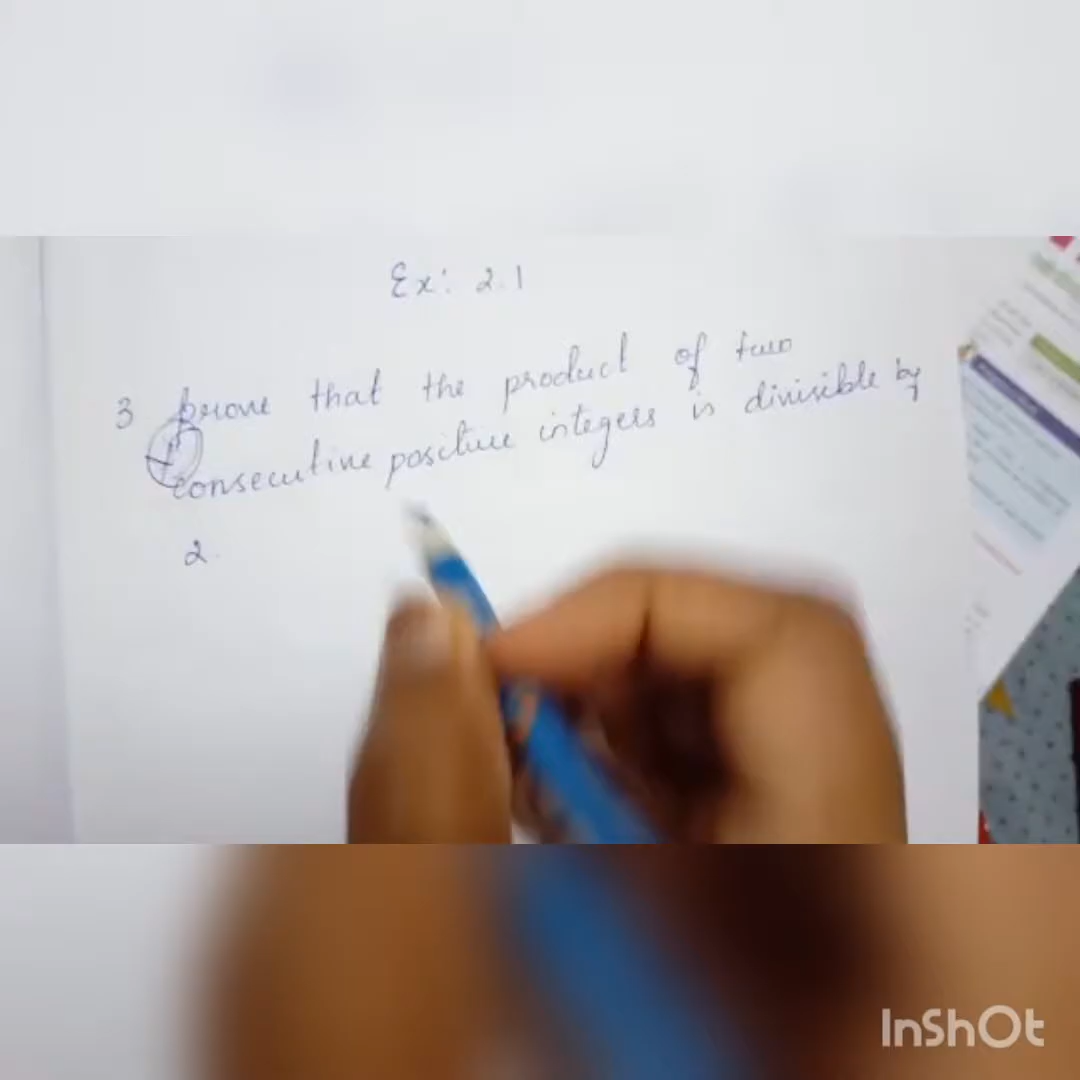 Ex: 2.1
3 prove that the product of two
consecutive positive integers is divisible by
2.
InShOt